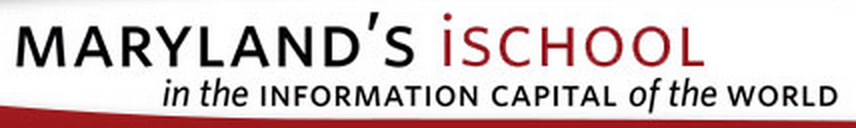 MARYLAND'S iSCHOOL
in the INFORMATION CAPITAL of the WORLD